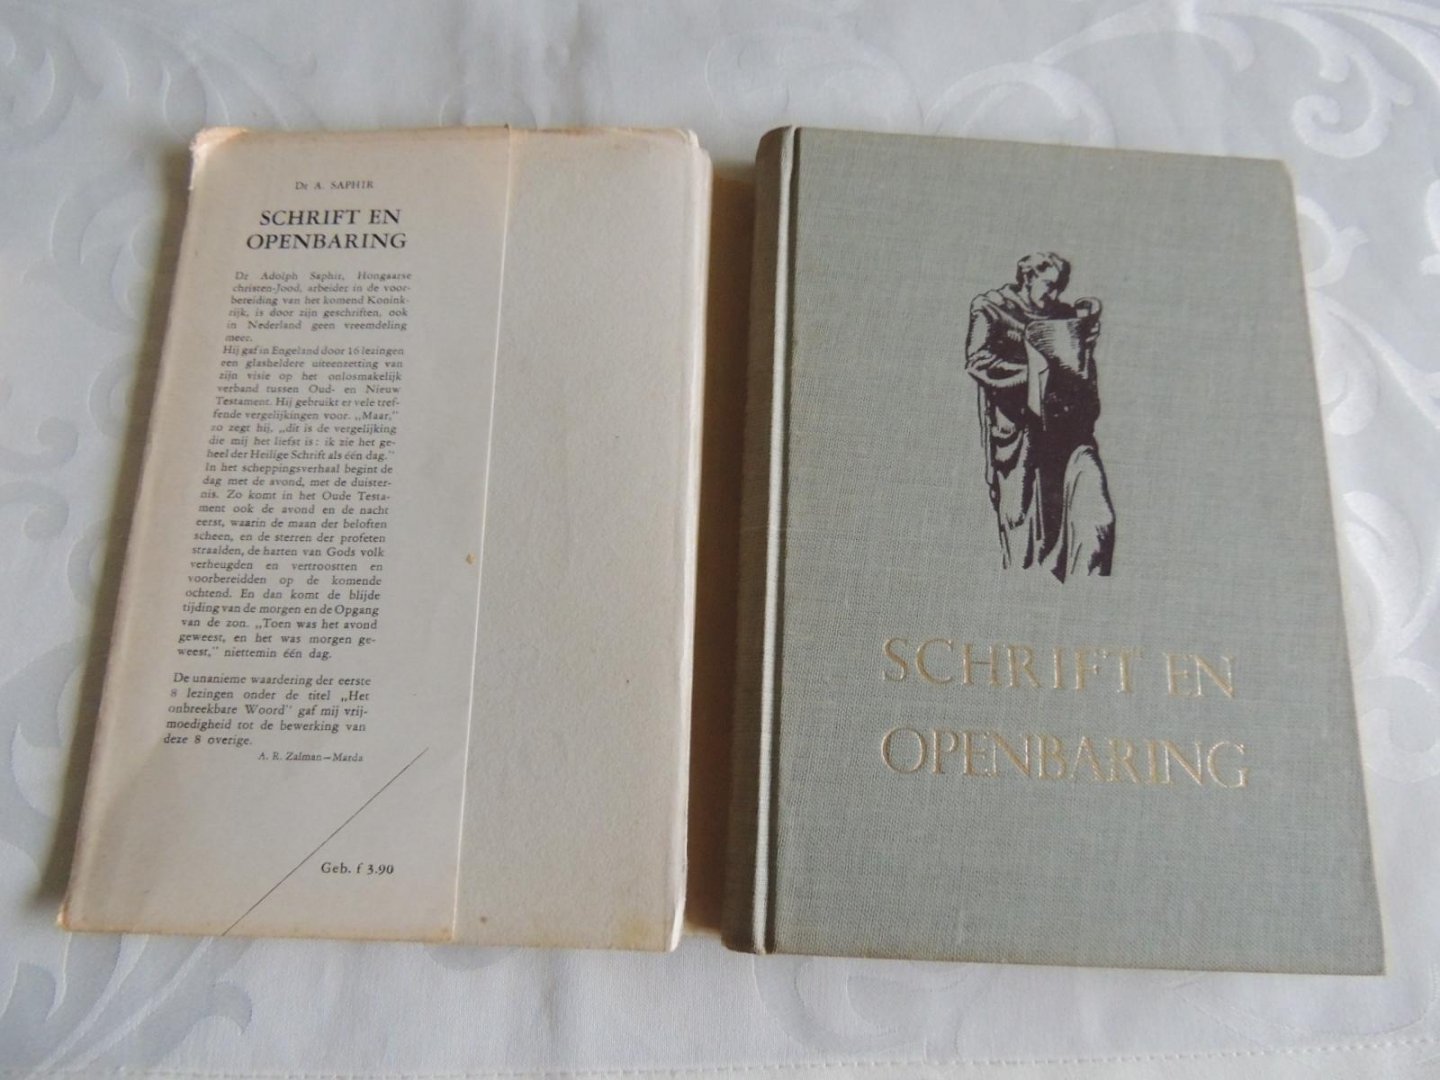 Dr A. SAPHIR
SCHRIFT EN
OPENBARING
Dr Adolph Saphir, Hongaarse
christen-Jood, arbeider in de voor-
bereiding van het komend Konink-
rijk, is door zijn geschriften, ook
in Nederland geen vreemdeling
meer.
Hij gaf in Engeland door 16 lezingen
een glasheldere uiteenzetting van
zijn visie op het onlosmakelijk
verband tussen Oud- en Nieuw
Testament. Hij gebruikt er vele tref-
fende vergelijkingen voor. „Maar,"
zo zegt hij, „dit is de vergelijking
die mij het liefst is: ik zie het ge-
heel der Heilige Schrift als één dag."
In het scheppingsverhaal begint de
dag met de avond, met de duister-
nis. Zo komt in het Oude Testa-
ment ook de avond en de nacht
eerst, waarin de maan der beloften
scheen, en de sterren der profeten
straalden, de harten van Gods volk
verheugden en vertroostten en
voorbereidden op de komende
ochtend. En dan komt de blijde
tijding van de morgen en de Opgang
van de zon. „Toen was het avond
geweest, en het was morgen ge-
weest," niettemin één dag.
De unanieme waardering der eerste
8 lezingen onder de titel „Het
onbreekbare Woord" gaf mij vrij-
moedigheid tot de bewerking van
deze 8 overige.
A. R. Zalman—Marda
Geb. f 3.90
SCHRIFT EN
OPENBARING